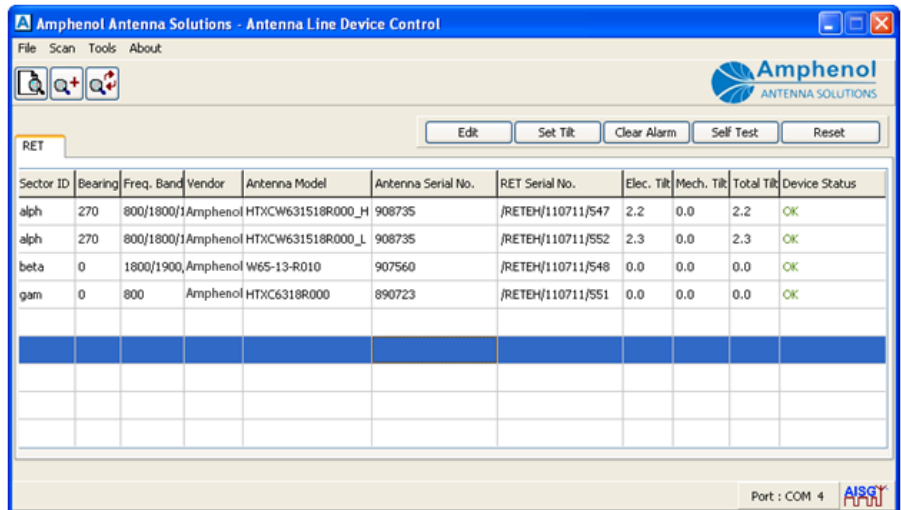 Amphenol Antenna Solutions - Antenna Line Device Control
File Scan Tools About
Amphenol
ANTENNA SOLUTIONS
Edit Set Tilt Clear Alarm Self Test Reset
RET
Sector ID Bearing Freq. Band Vendor Antenna Model Antenna Serial No. RET Serial No. Elec. Tilt Mech. Tilt Total Tilt Device Status
alph 270 800/1800/1 Amphenol HTXCW631518R000_H 908735 /RETEH/110711/547 2.2 0.0 2.2 OK
alph 270 800/1800/1 Amphenol HTXCW631518R000_L 908735 /RETEH/110711/552 2.3 0.0 2.3 OK
beta 0 1800/1900, Amphenol W65-13-R010 907560 /RETEH/110711/548 0.0 0.0 0.0 OK
gam 0 800 Amphenol HTXC6318R000 890723 /RETEH/110711/551 0.0 0.0 0.0 OK
Port : COM 4 AISG